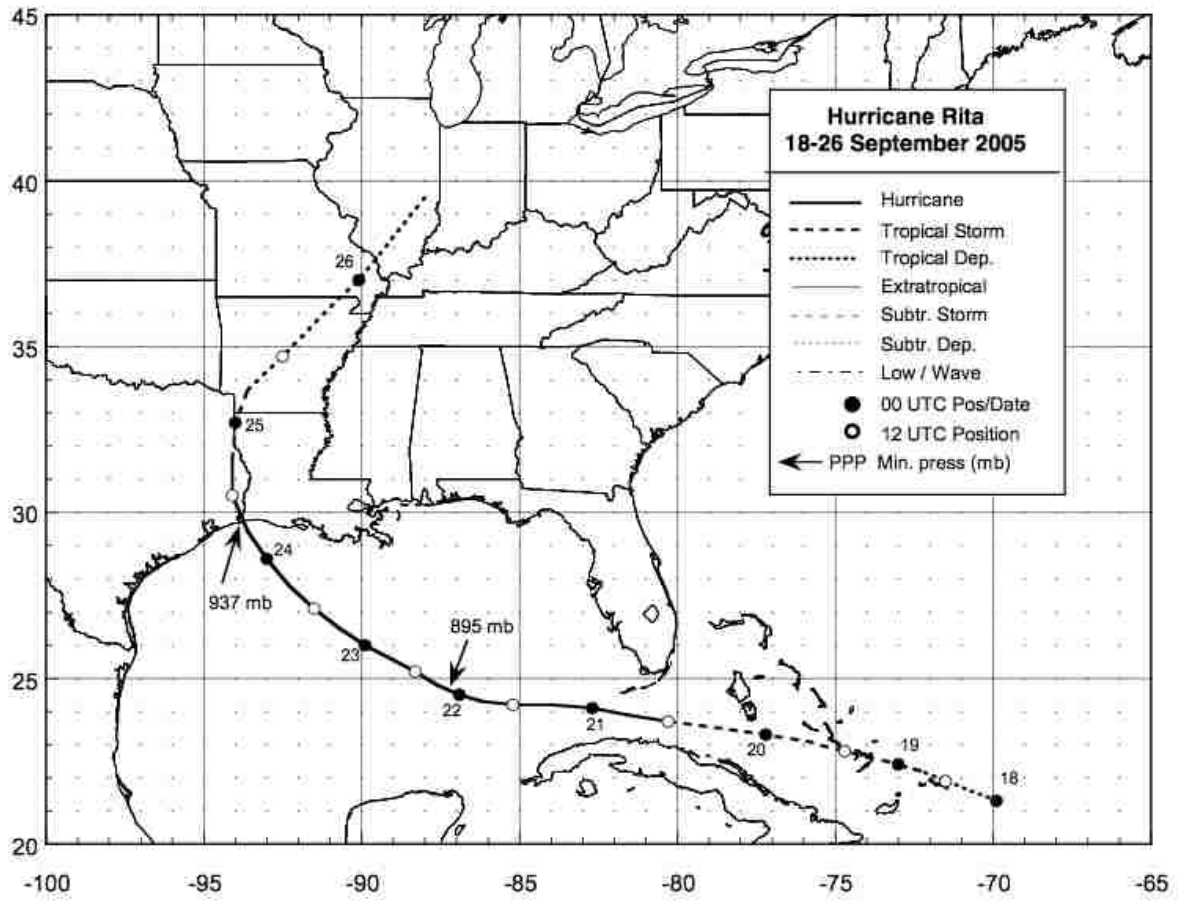 45
40
35
30
25
20
-100
-95
-90
-85
-80
-75
-70
-65
Hurricane Rita
18-26 September 2005
Hurricane
Tropical Storm
Tropical Dep.
Extratropical
Subtr. Storm
Subtr. Dep.
Low / Wave
00 UTC Pos/Date
12 UTC Position
PPP Min. press (mb)
26
25
24
937 mb
895 mb
23
22
21
20
19
18